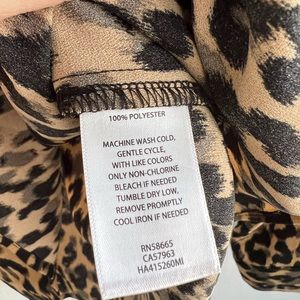 100% POLYESTER
MACHINE WASH COLD,
GENTLE CYCLE,
WITH LIKE COLORS
ONLY NON-CHLORINE
BLEACH IF NEEDED
TUMBLE DRY LOW,
REMOVE PROMPTLY
COOL IRON IF NEEDED
RN58665
CA57963
HA415260MI